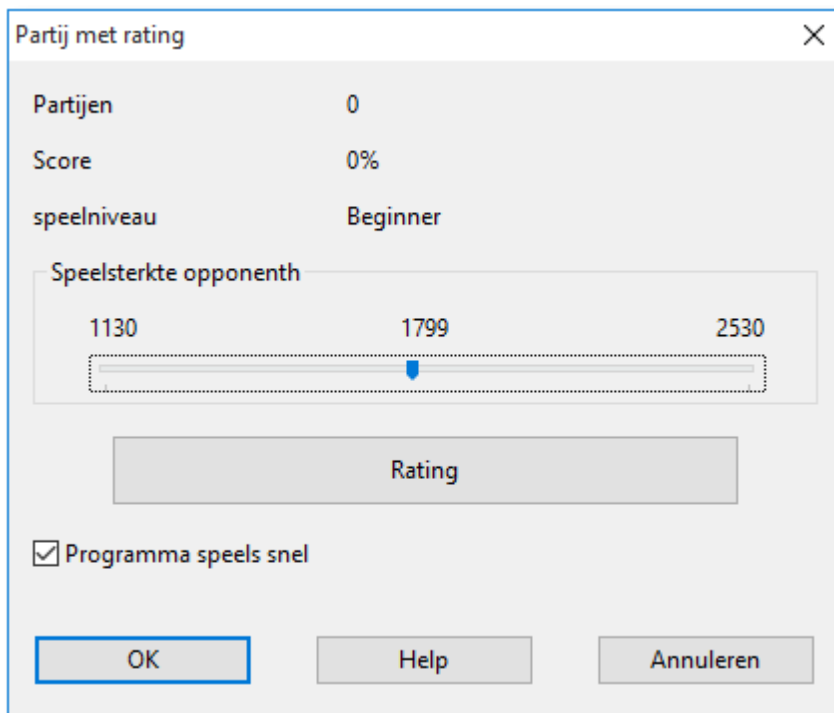 Partij met rating
Partijen 0
Score 0%
speelniveau Beginner
Speelsterkte opponenth
1130 1799 2530
Rating
Programma speels snel
OK Help Annuleren